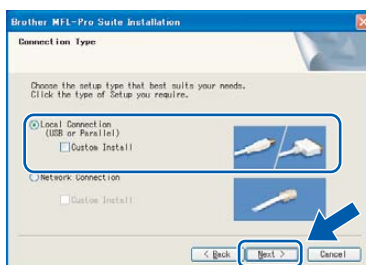 Brother MFL-Pro Suite Installation
Connection Type
Choose the setup type that best suits your needs.
Click the type of Setup you require.
Local Connection
(USB or Parallel)
Custom Install
Network Connection
Custom Install
< Back
Next >
Cancel